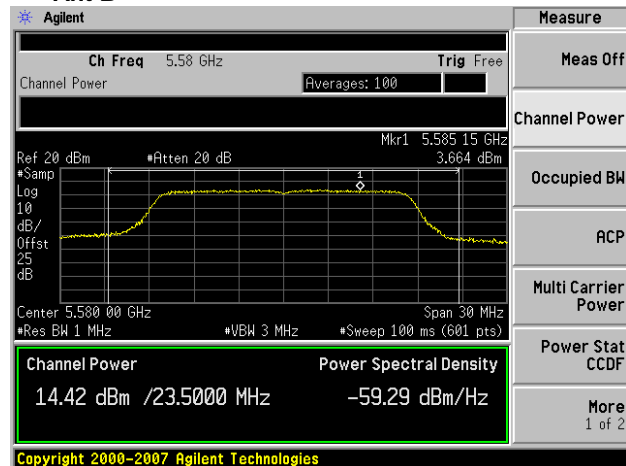 Agilent
Measure
Ch Freq 5.58 GHz Trig Free
Meas Off
Channel Power Averages: 100
Channel Power
Mkr1 5.585 15 GHz
Ref 20 dBm #Atten 20 dB 3.664 dBm
#Samp
Log
10
dB/
Offst
25
dB
1
Occupied BW
ACP
Multi Carrier
Power
Center 5.580 00 GHz Span 30 MHz
#Res BW 1 MHz #VBW 3 MHz #Sweep 100 ms (601 pts)
Power Stat
CCDF
Channel Power Power Spectral Density
14.42 dBm /23.5000 MHz -59.29 dBm/Hz
More
1 of 2
Copyright 2000-2007 Agilent Technologies